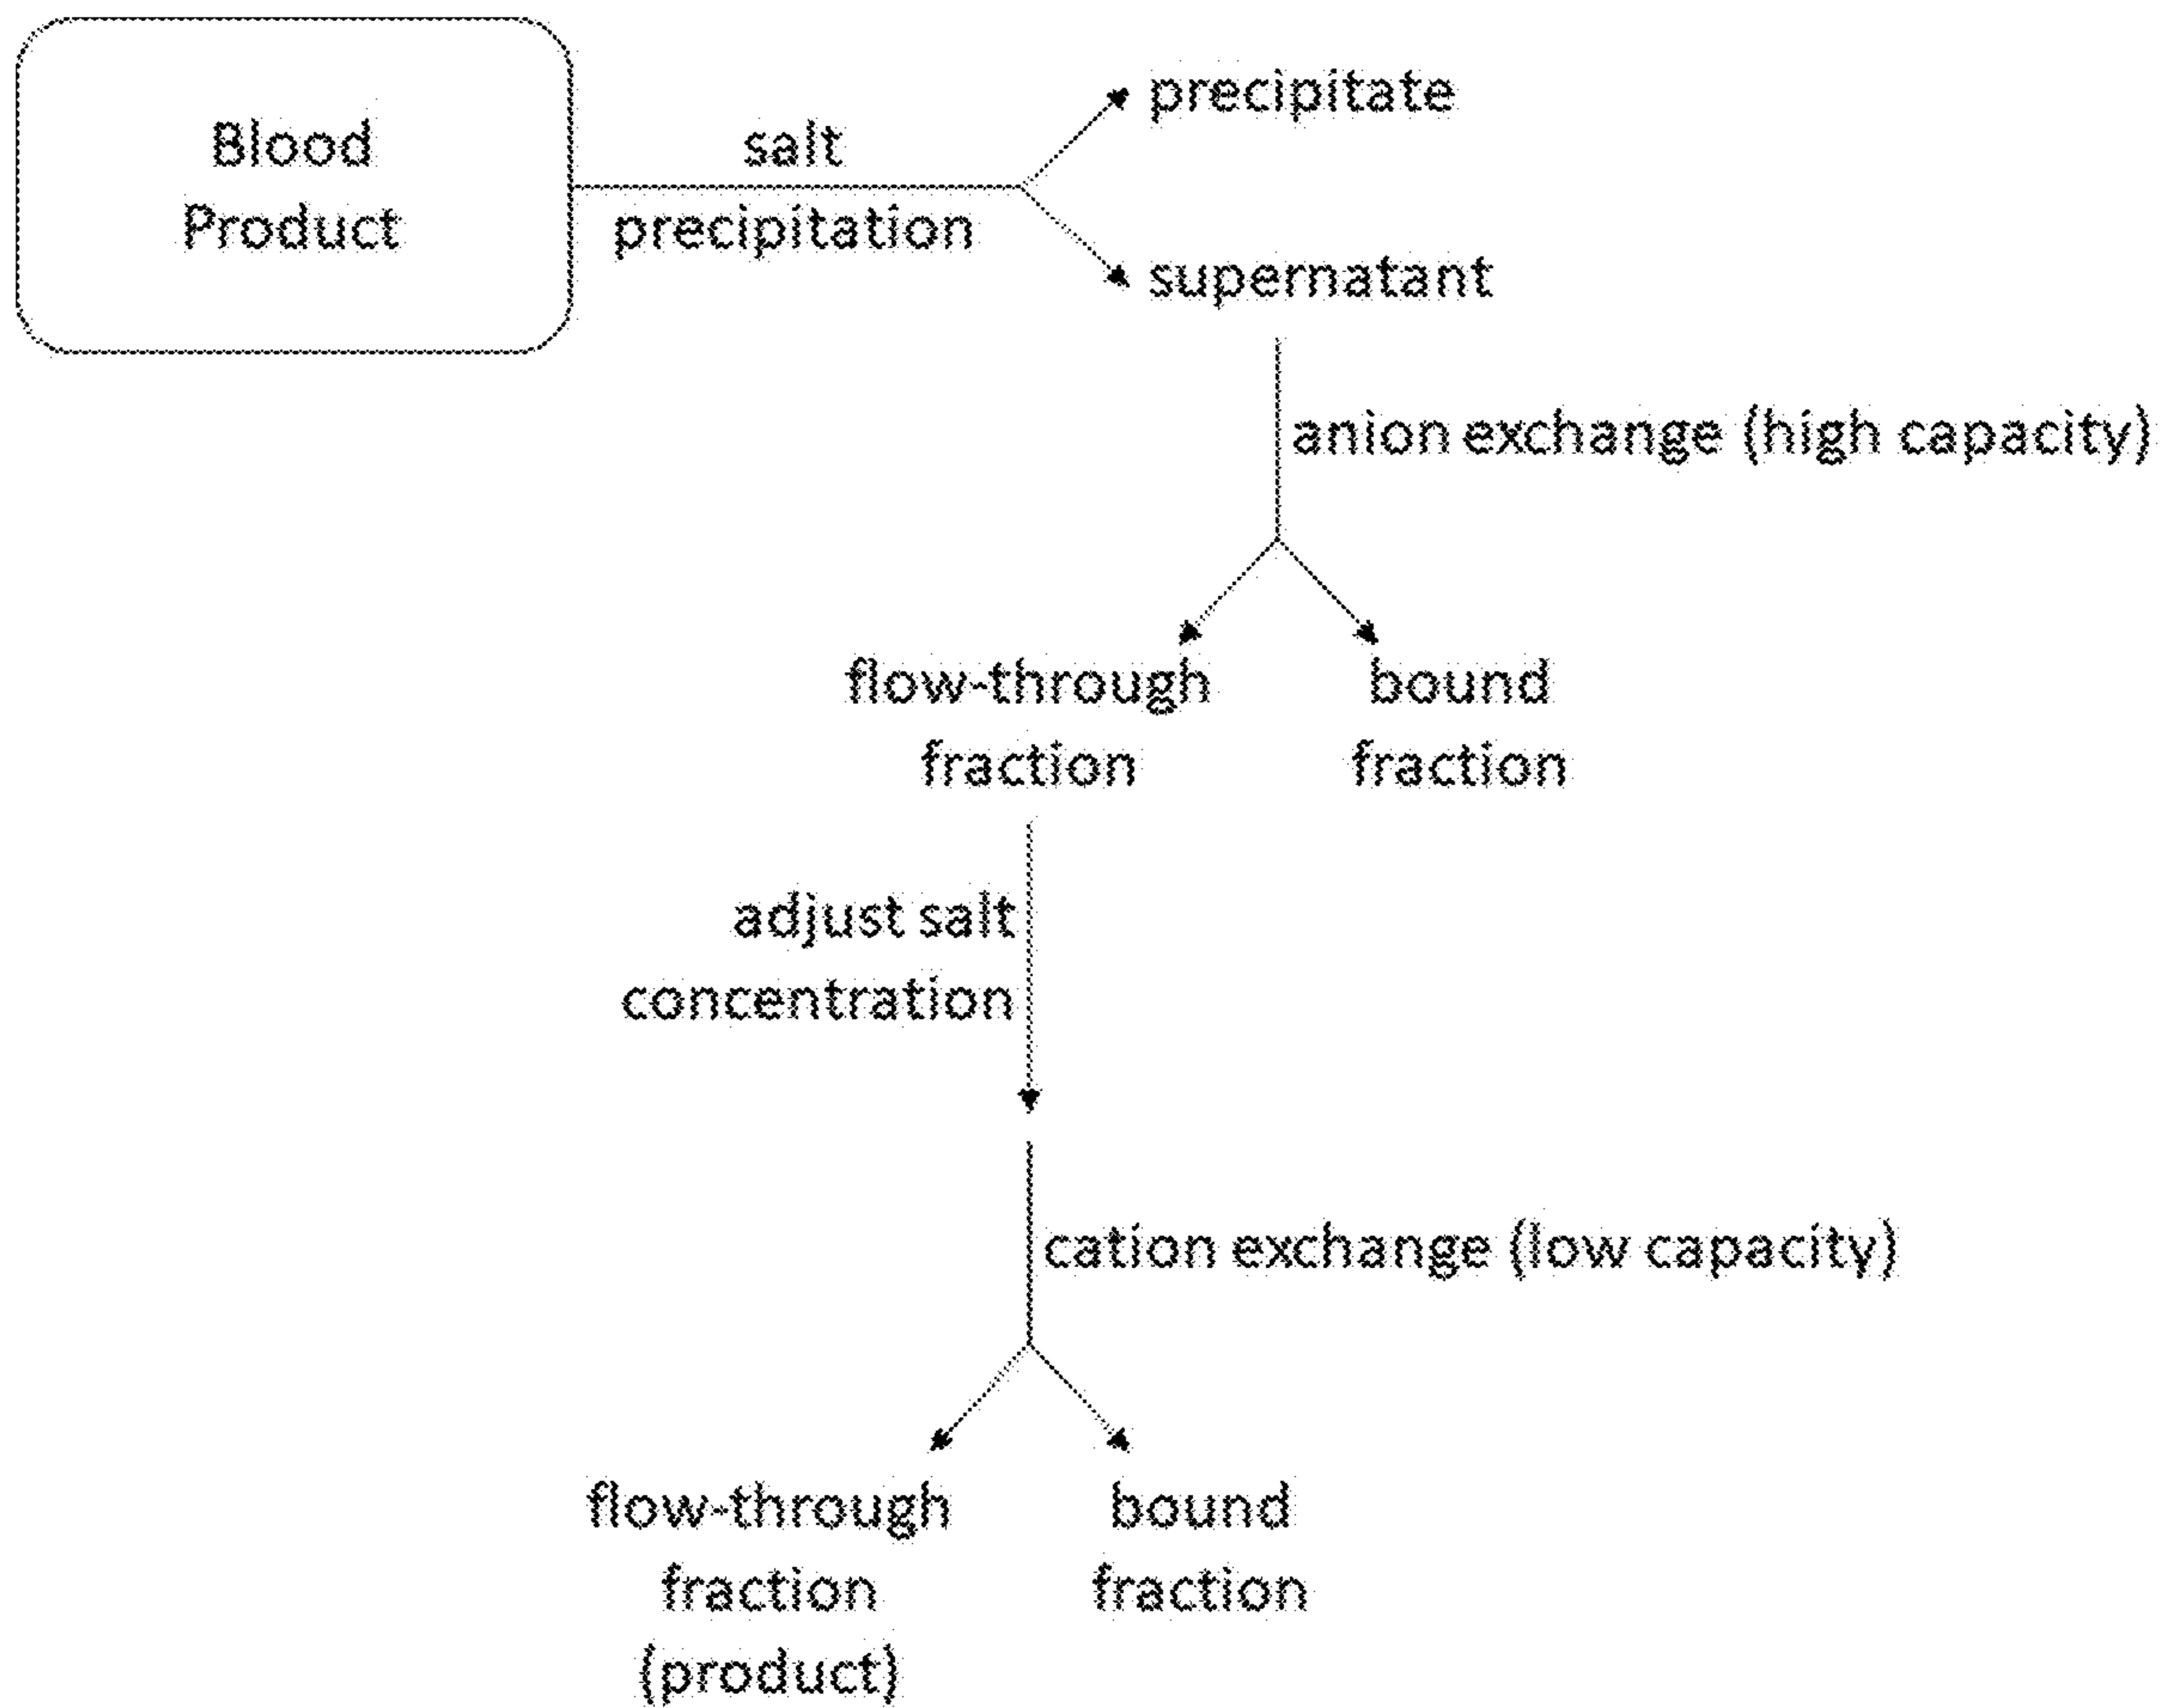 Blood
Product
salt
precipitation
precipitate
supernatant
anion exchange (high capacity)
flow-through
fraction
bound
fraction
adjust salt
concentration
cation exchange (low capacity)
flow-through
fraction
(product)
bound
fraction